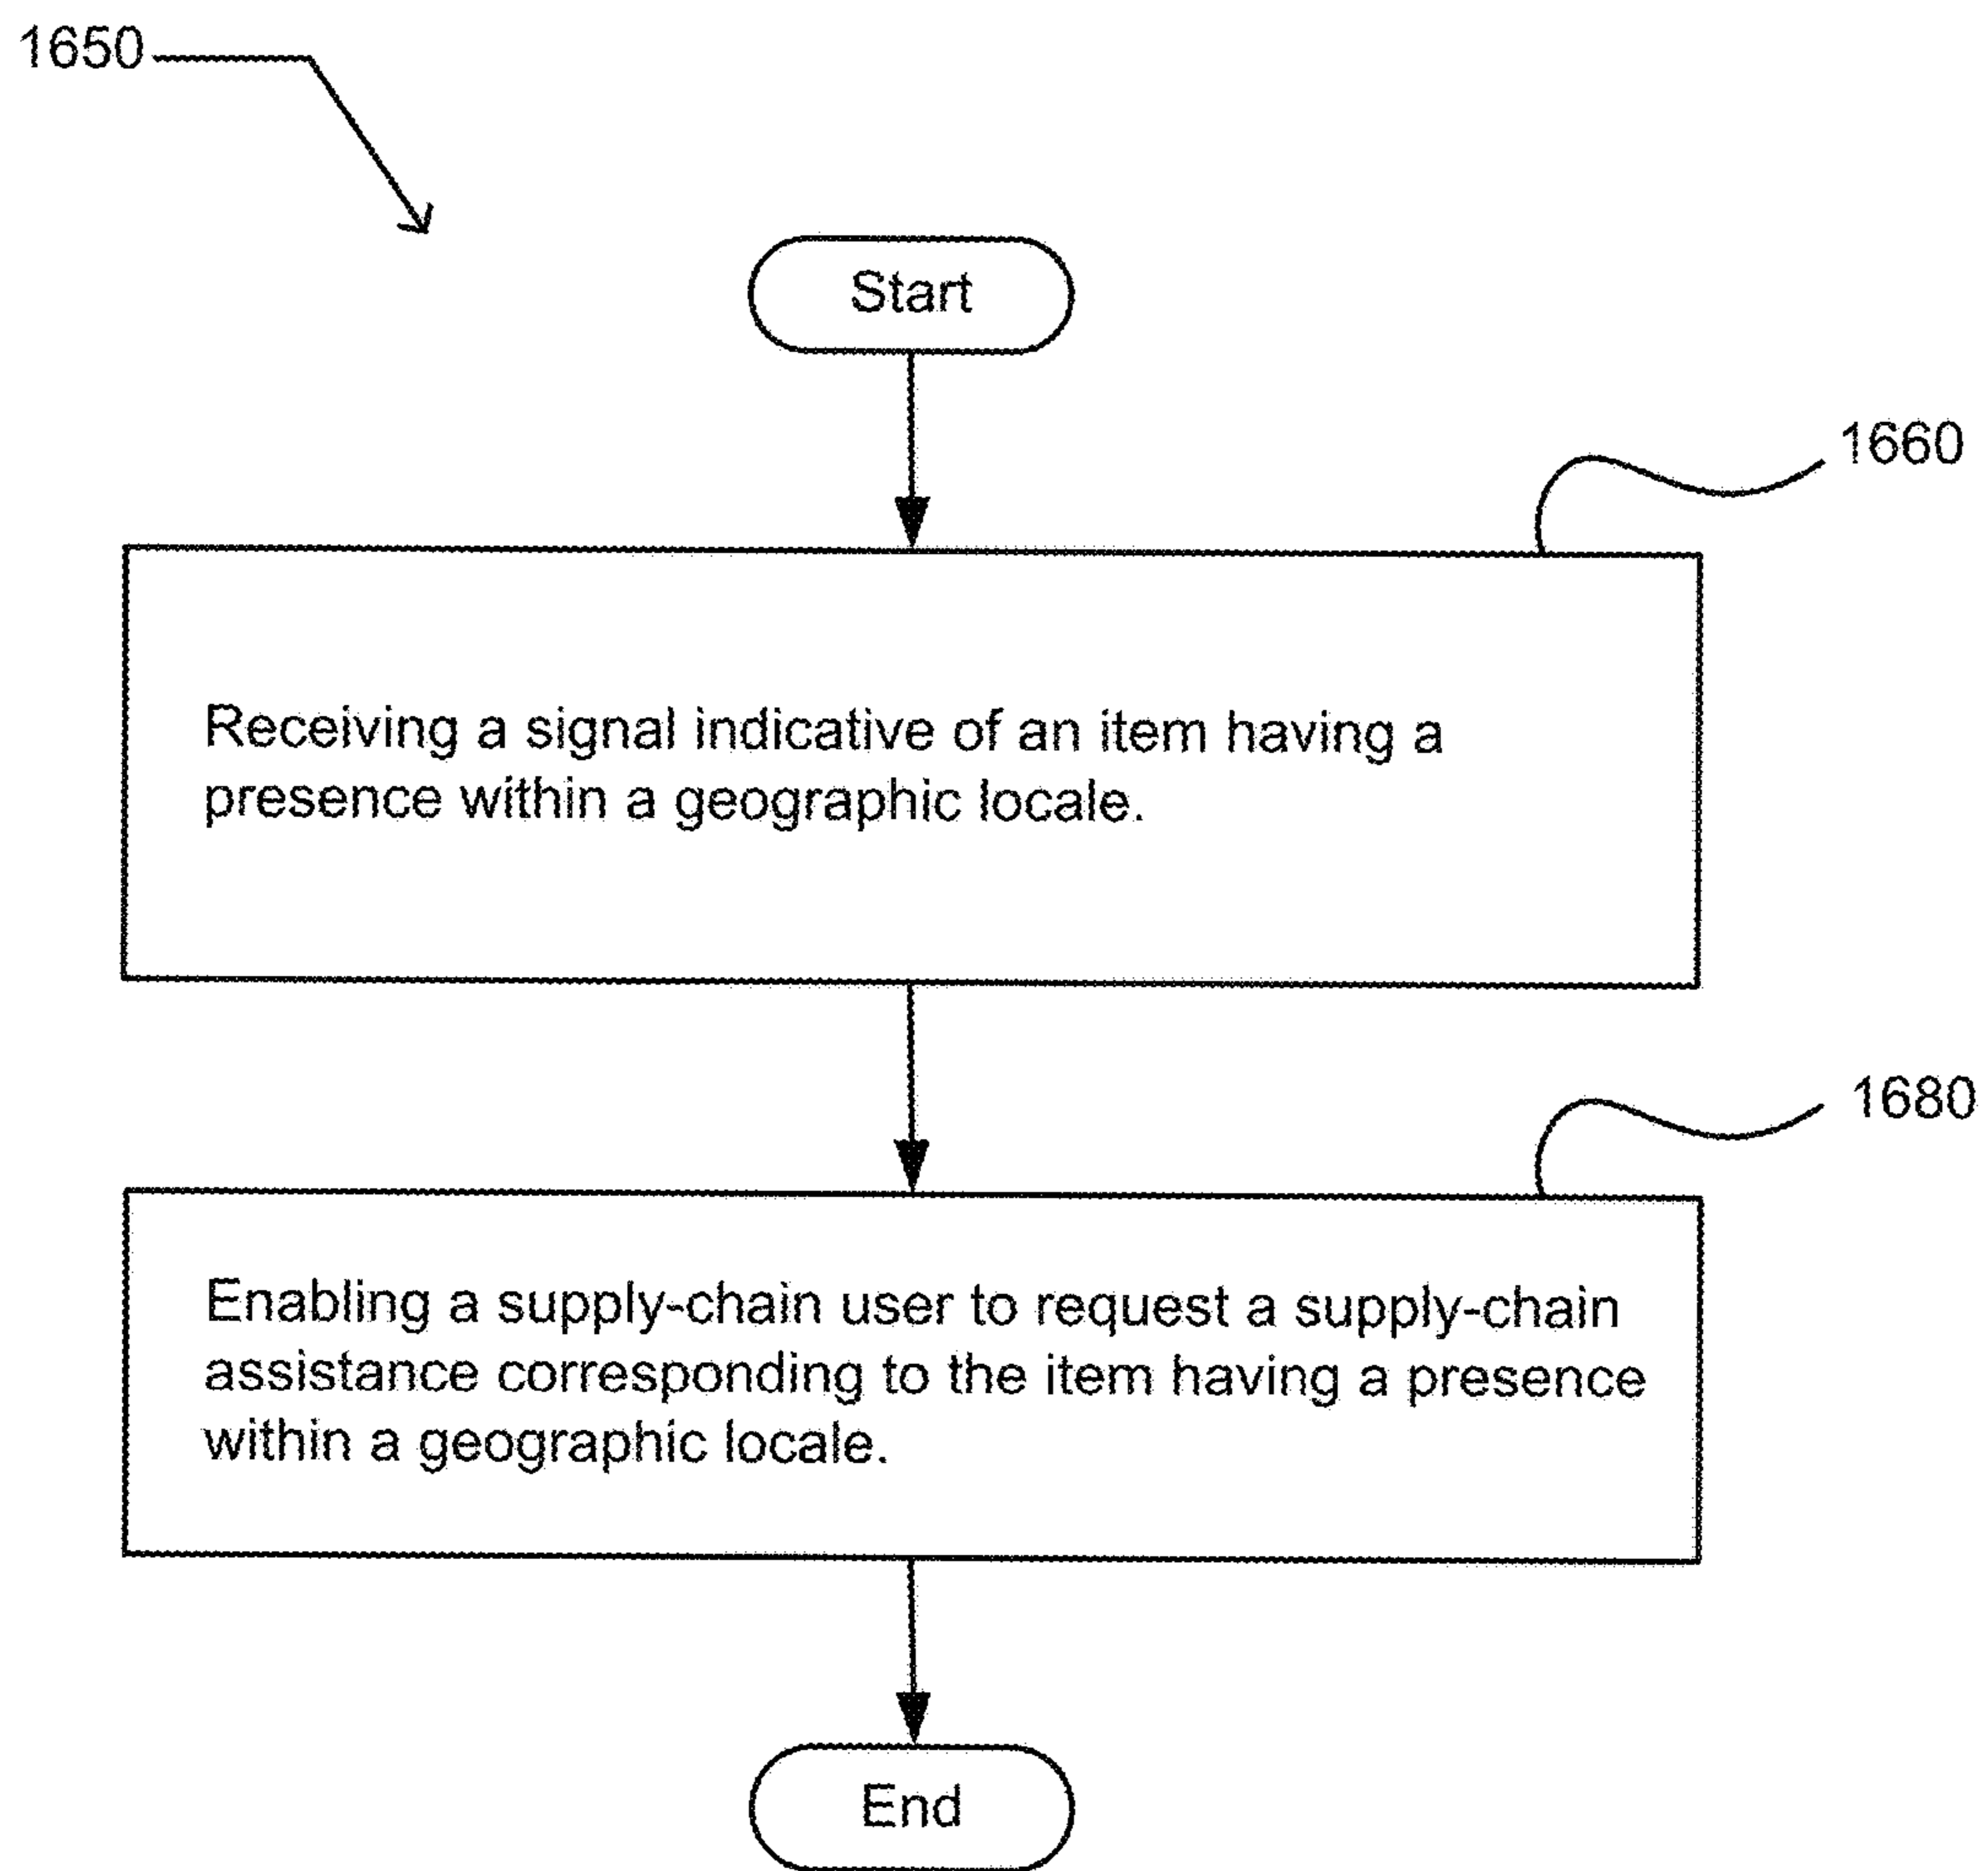 1650
Start
1660
Receiving a signal indicative of an item having a
presence within a geographic locale.
1680
Enabling a supply-chain user to request a supply-chain
assistance corresponding to the item having a presence
within a geographic locale.
End